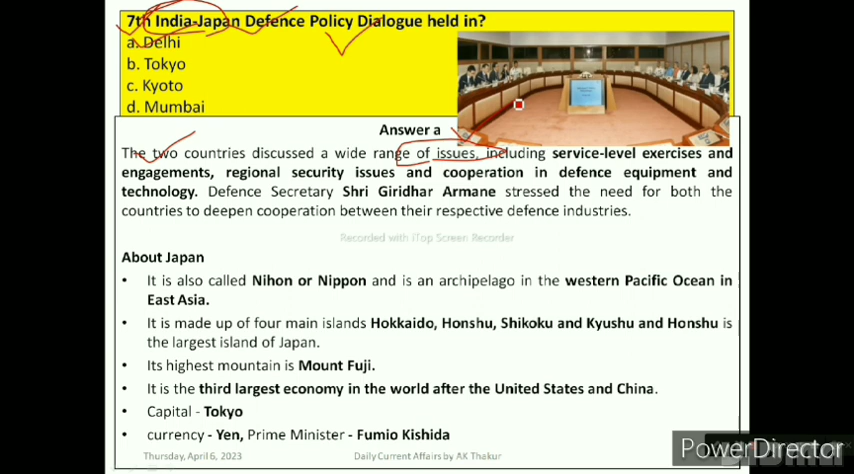 7th India-Japan Defence Policy Dialogue held in?
a. Delhi
b. Tokyo
c. Kyoto
d. Mumbai
Answer a
The two countries discussed a wide range of issues, including service-level exercises and
engagements, regional security issues and cooperation in defence equipment and
technology. Defence Secretary Shri Giridhar Armane stressed the need for both the
countries to deepen cooperation between their respective defence industries.
Recorded with iTop Screen Recorder
About Japan
• It is also called Nihon or Nippon and is an archipelago in the western Pacific Ocean in
East Asia.
• It is made up of four main islands Hokkaido, Honshu, Shikoku and Kyushu and Honshu is
the largest island of Japan.
• Its highest mountain is Mount Fuji.
• It is the third largest economy in the world after the United States and China.
• Capital - Tokyo
• currency - Yen, Prime Minister - Fumio Kishida
Thursday, April 6, 2023
Daily Current Affairs by AK Thakur
PowerDirector